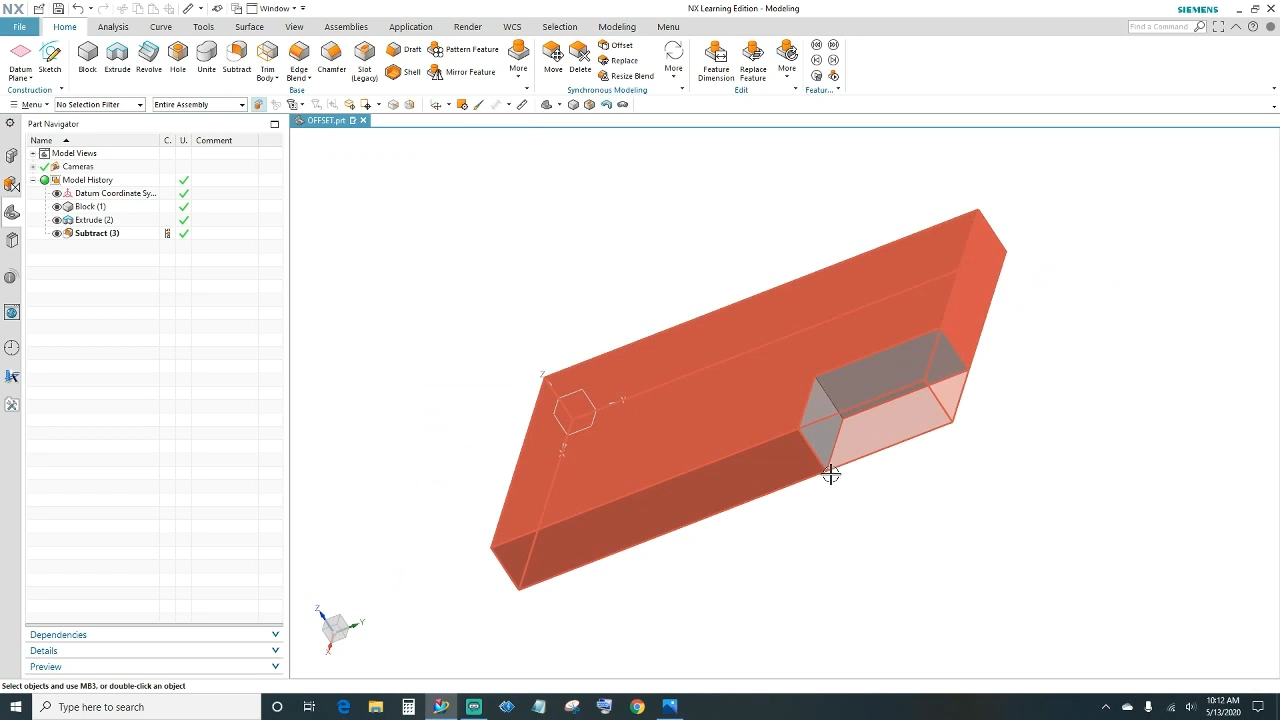 NX
Window
NX Learning Edition - Modeling
SIEMENS
File
Home
Analysis
Curve
Tools
Surface
View
Assemblies
Application
Render
WCS
Selection
Modeling
Menu
Find a Command
Datum Plane
Sketch
Block
Extrude
Revolve
Hole
Unite
Subtract
Trim Body
Edge Blend
Chamfer
Slot (Legacy)
Draft
Shell
Pattern Feature
Mirror Feature
More
Move
Delete
Offset
Replace
Resize Blend
More
Feature Dimension
Replace Feature
More
Construction
Base
Synchronous Modeling
Edit
Featur...
Menu
No Selection Filter
Entire Assembly
Part Navigator
OFFSET.prt
Name C. U. Comment
Model Views
Cameras
Model History
Datum Coordinate Sy...
Block (1)
Extrude (2)
Subtract (3)
Z
Y
X
Z
Y
X
Dependencies
Details
Preview
Select objects and use MB3, or double-click an object
Type here to search
10:12 AM
5/13/2020